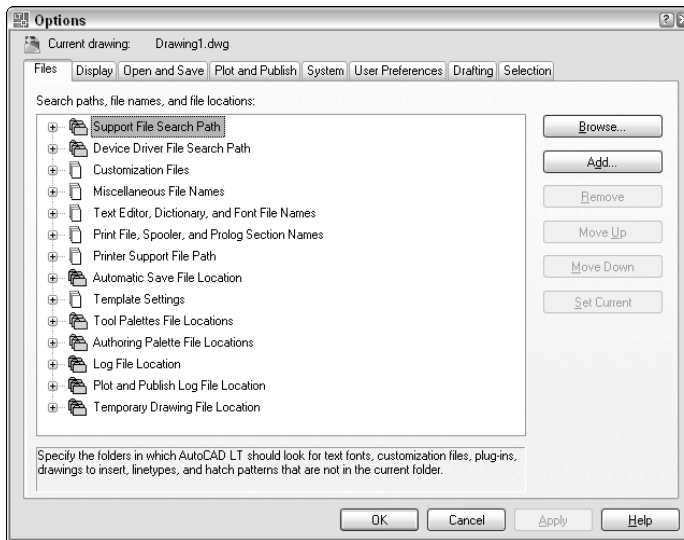 Options
Current drawing: Drawing1.dwg
Files Display Open and Save Plot and Publish System User Preferences Drafting Selection
Search paths, file names, and file locations:
Support File Search Path
Device Driver File Search Path
Customization Files
Miscellaneous File Names
Text Editor, Dictionary, and Font File Names
Print File, Spooler, and Prolog Section Names
Printer Support File Path
Automatic Save File Location
Template Settings
Tool Palettes File Locations
Authoring Palette File Locations
Log File Location
Plot and Publish Log File Location
Temporary Drawing File Location
Browse...
Add...
Remove
Move Up
Move Down
Set Current
Specify the folders in which AutoCAD LT should look for text fonts, customization files, plug-ins,
drawings to insert, linetypes, and hatch patterns that are not in the current folder.
OK Cancel Apply Help